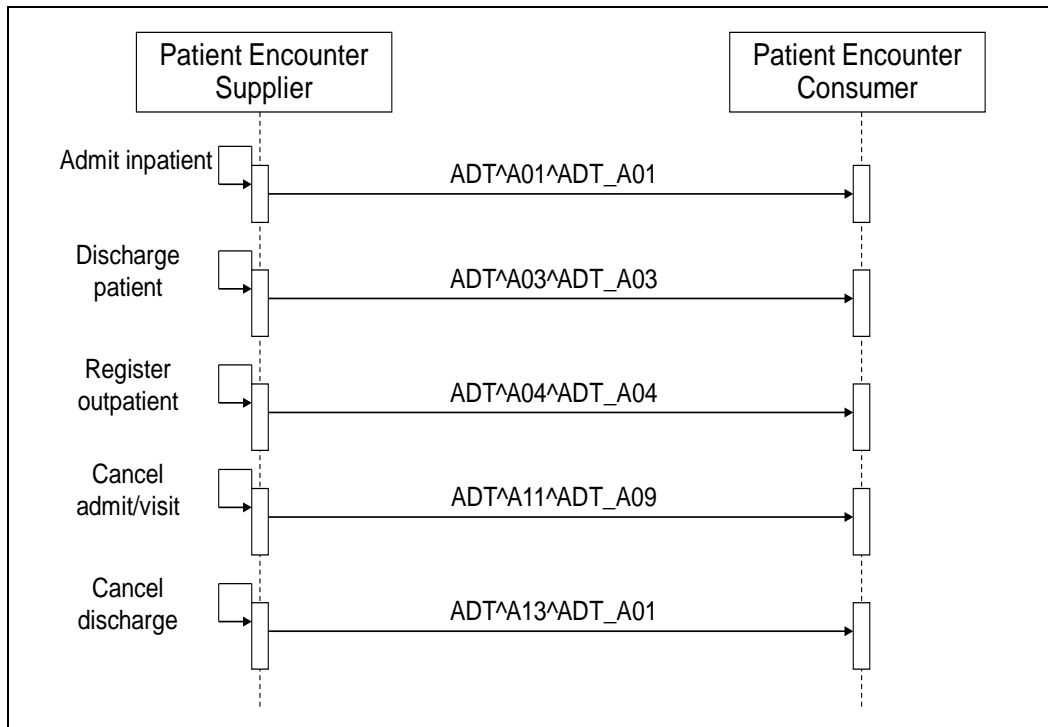 Patient Encounter
Supplier
Patient Encounter
Consumer
Admit inpatient
ADT^A01^ADT_A01
Discharge
patient
ADT^A03^ADT_A03
Register
outpatient
ADT^A04^ADT_A04
Cancel
admit/visit
ADT^A11^ADT_A09
Cancel
discharge
ADT^A13^ADT_A01